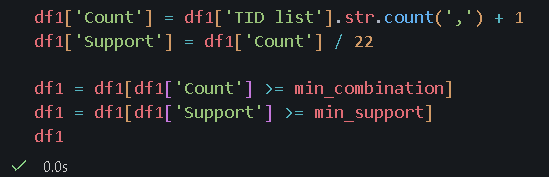 df1['Count'] = df1['TID list'].str.count(',') + 1
df1['Support'] = df1['Count'] / 22
df1 = df1[df1['Count'] >= min_combination]
df1 = df1[df1['Support'] >= min_support]
df1
✓ 0.0s